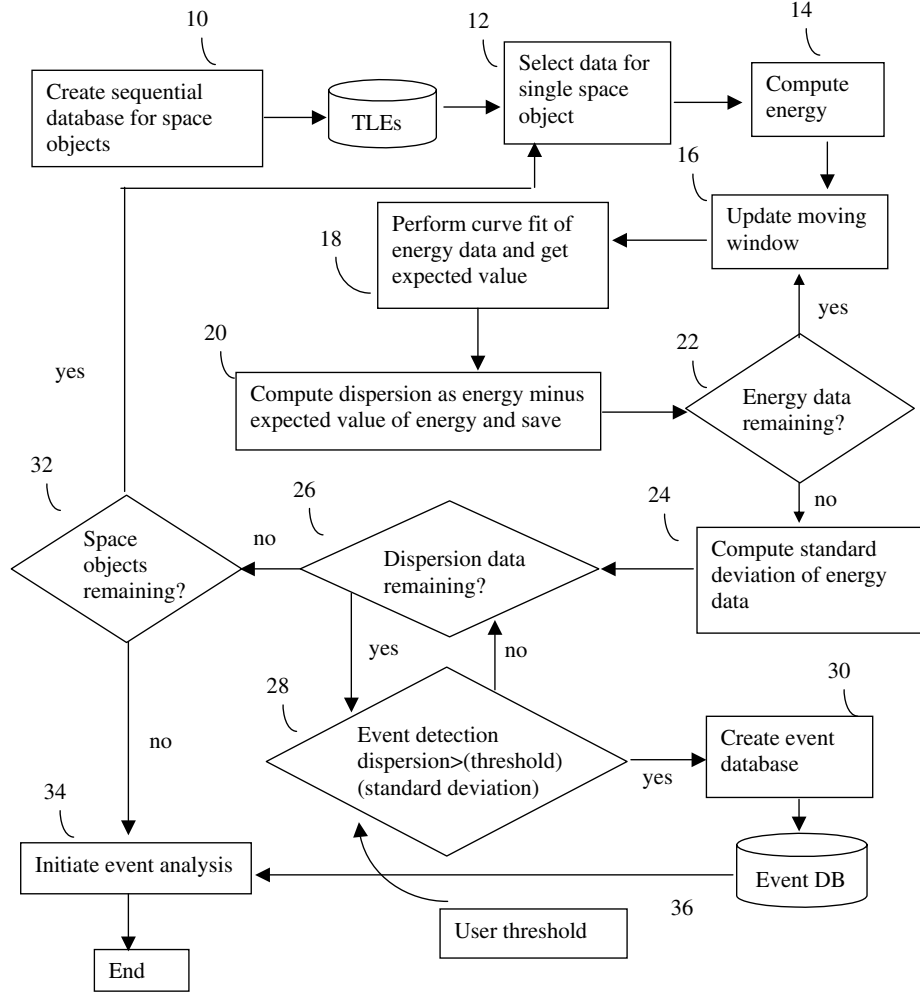 10
12
14
Create sequential
database for space
objects
TLEs
Select data for
single space
object
Compute
energy
16
Update moving
window
18
Perform curve fit of
energy data and get
expected value
yes
20
22
yes
Compute dispersion as energy minus
expected value of energy and save
Energy data
remaining?
32
26
24
no
Space
objects
remaining?
no
Dispersion data
remaining?
Compute standard
deviation of energy
data
yes
no
28
30
Event detection
dispersion>(threshold)
(standard deviation)
yes
Create event
database
no
34
Initiate event analysis
Event DB
36
User threshold
End